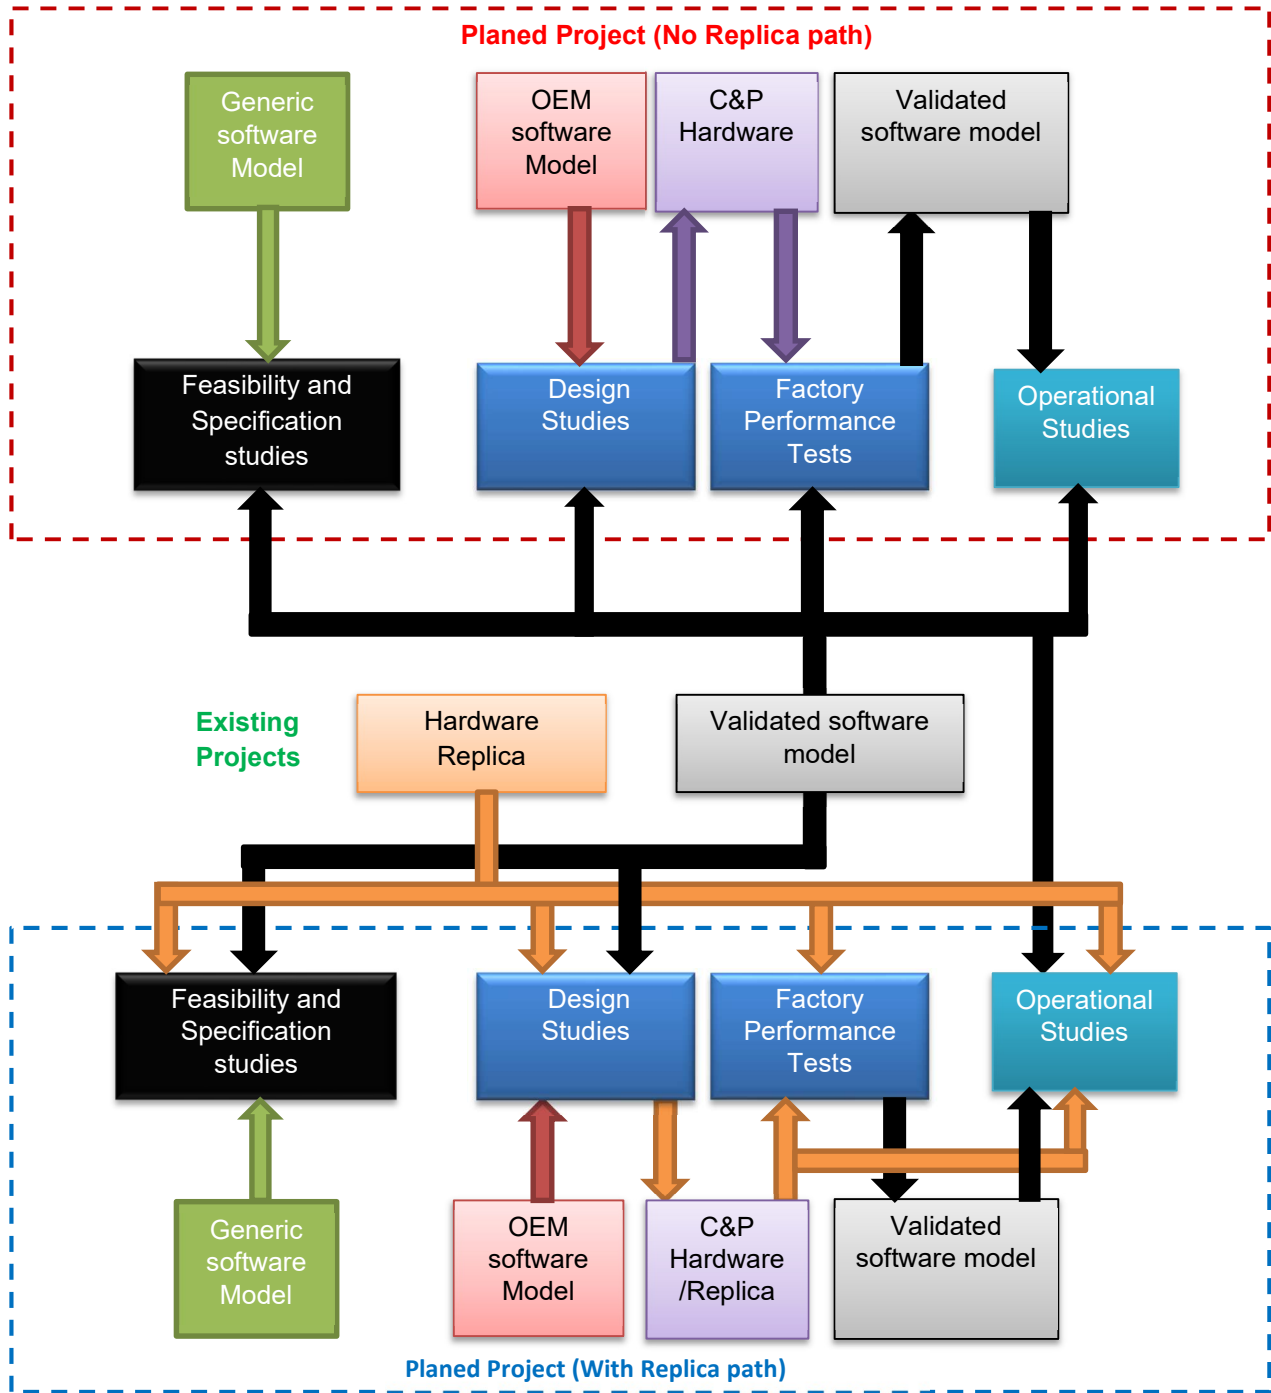 Planed Project (No Replica path)
Generic
software
Model
OEM
software
Model
C&P
Hardware
Validated
software model
Feasibility and
Specification
studies
Design
Studies
Factory
Performance
Tests
Operational
Studies
Existing
Projects
Hardware
Replica
Validated software
model
Feasibility and
Specification
studies
Design
Studies
Factory
Performance
Tests
Operational
Studies
Generic
software
Model
OEM
software
Model
C&P
Hardware
/Replica
Validated
software model
Planed Project (With Replica path)